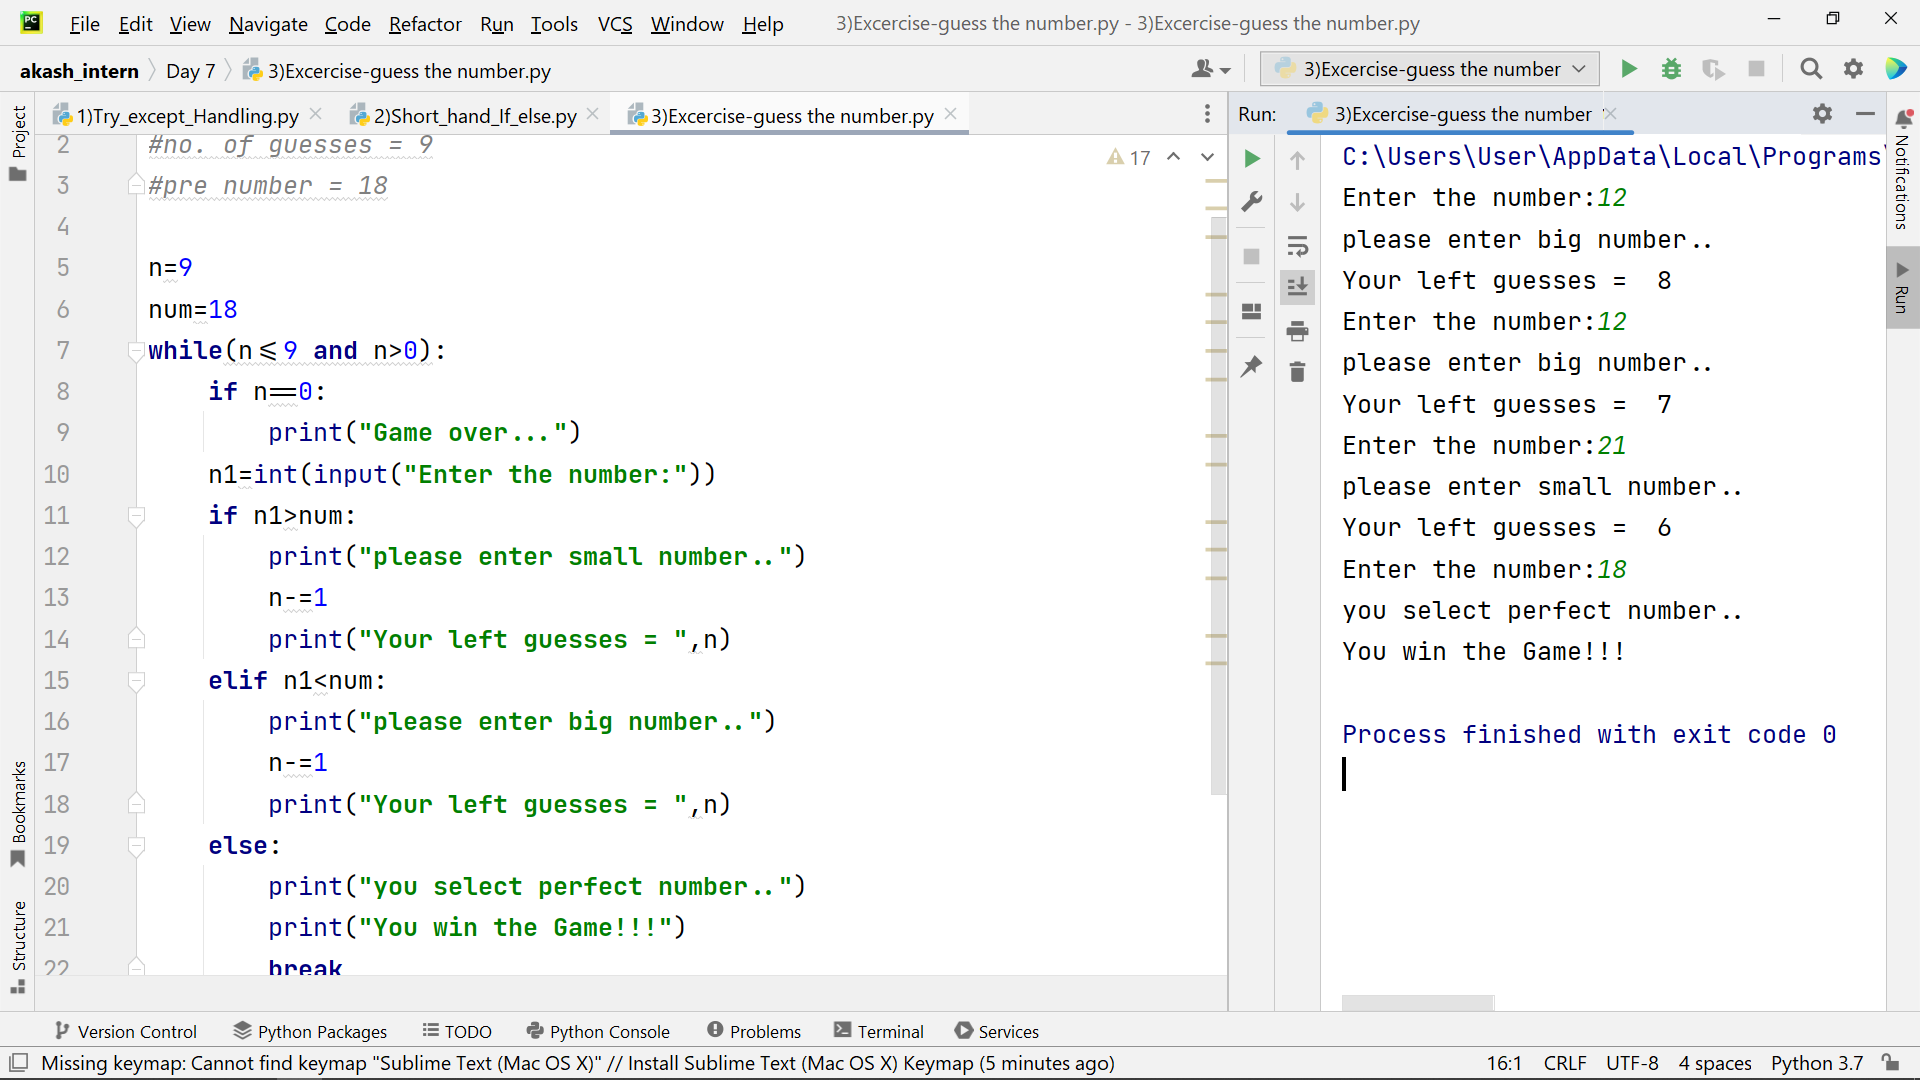 File Edit View Navigate Code Refactor Run Tools VCS Window Help 3)Excercise-guess the number.py - 3)Excercise-guess the number.py
akash_intern Day 7 3)Excercise-guess the number.py
3)Excercise-guess the number
1)Try_except_Handling.py 2)Short_hand_If_else.py 3)Excercise-guess the number.py
Run: 3)Excercise-guess the number
Project
Bookmarks
Structure
17
2 #no. of guesses = 9
3 #pre number = 18
4
5 n=9
6 num=18
7 while(n<=9 and n>0):
8 if n==0:
9 print("Game over...")
10 n1=int(input("Enter the number:"))
11 if n1>num:
12 print("please enter small number..")
13 n-=1
14 print("Your left guesses = ",n)
15 elif n1<num:
16 print("please enter big number..")
17 n-=1
18 print("Your left guesses = ",n)
19 else:
20 print("you select perfect number..")
21 print("You win the Game!!!")
22 break
C:\Users\User\AppData\Local\Programs\
Enter the number:12
please enter big number..
Your left guesses =  8
Enter the number:12
please enter big number..
Your left guesses =  7
Enter the number:21
please enter small number..
Your left guesses =  6
Enter the number:18
you select perfect number..
You win the Game!!!
Process finished with exit code 0
Notifications
Run
Version Control Python Packages TODO Python Console Problems Terminal Services
Missing keymap: Cannot find keymap "Sublime Text (Mac OS X)" // Install Sublime Text (Mac OS X) Keymap (5 minutes ago) 16:1 CRLF UTF-8 4 spaces Python 3.7